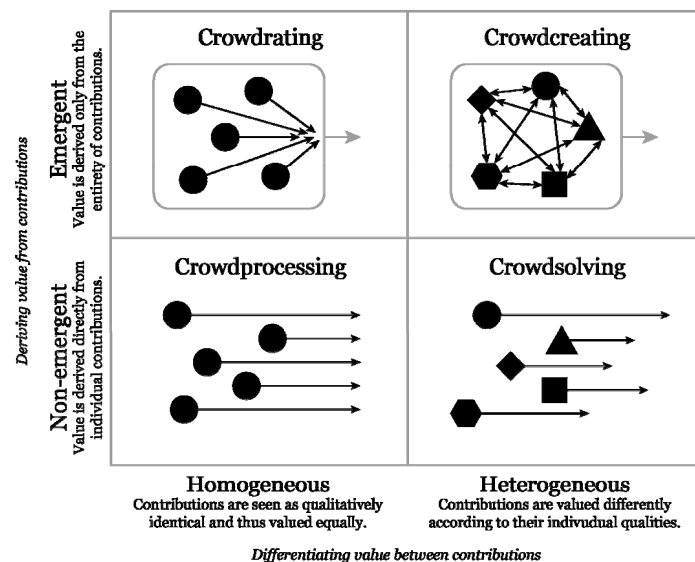 Deriving value from contributions
Emergent
Value is derived only from the
entirety of contributions.
Crowdrating
Crowdcreating
Non-emergent
Value is derived directly from
individual contributions.
Crowdprocessing
Crowdsolving
Homogeneous
Contributions are seen as qualitatively
identical and thus valued equally.
Heterogeneous
Contributions are valued differently
according to their indivudual qualities.
Differentiating value between contributions